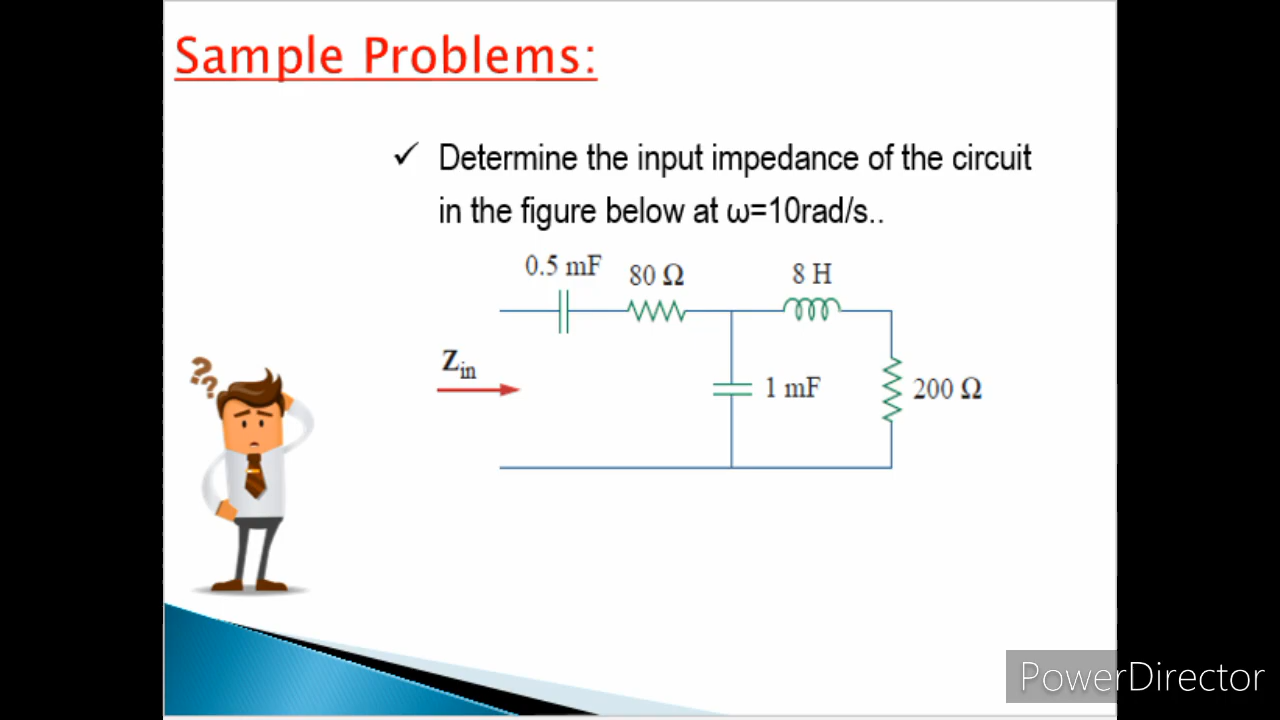 Sample Problems:
✓ Determine the input impedance of the circuit
in the figure below at ω=10rad/s..
0.5 mF
80 Ω
8 H
Zin
1 mF
200 Ω
??
PowerDirector